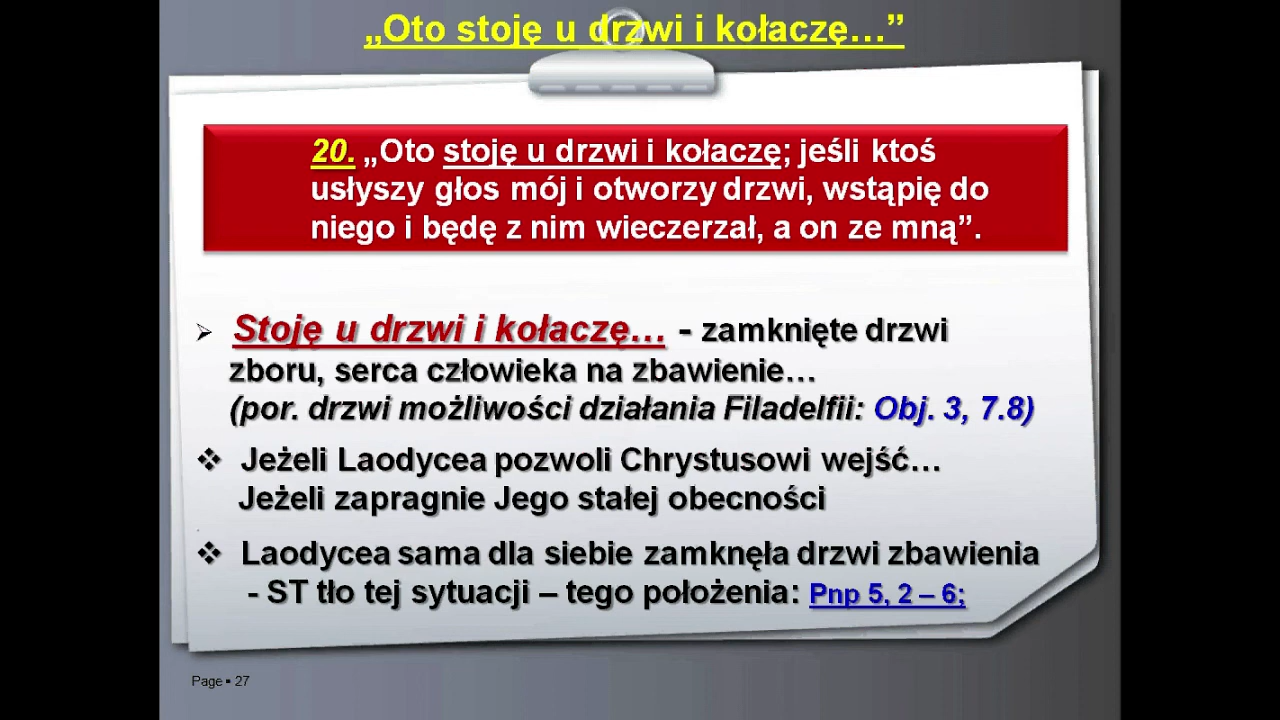 „Oto stoję u drzwi i kołaczę…”
20. „Oto stoję u drzwi i kołaczę; jeśli ktoś
usłyszy głos mój i otworzy drzwi, wstąpię do
niego i będę z nim wieczerzał, a on ze mną”.
➢ Stoję u drzwi i kołaczę… - zamknięte drzwi
zboru, serca człowieka na zbawienie…
(por. drzwi możliwości działania Filadelfii: Obj. 3, 7.8)
❖ Jeżeli Laodycea pozwoli Chrystusowi wejść…
Jeżeli zapragnie Jego stałej obecności
❖ Laodycea sama dla siebie zamknęła drzwi zbawienia
- ST tło tej sytuacji – tego położenia: Pnp 5, 2 – 6;
Page ▪ 27